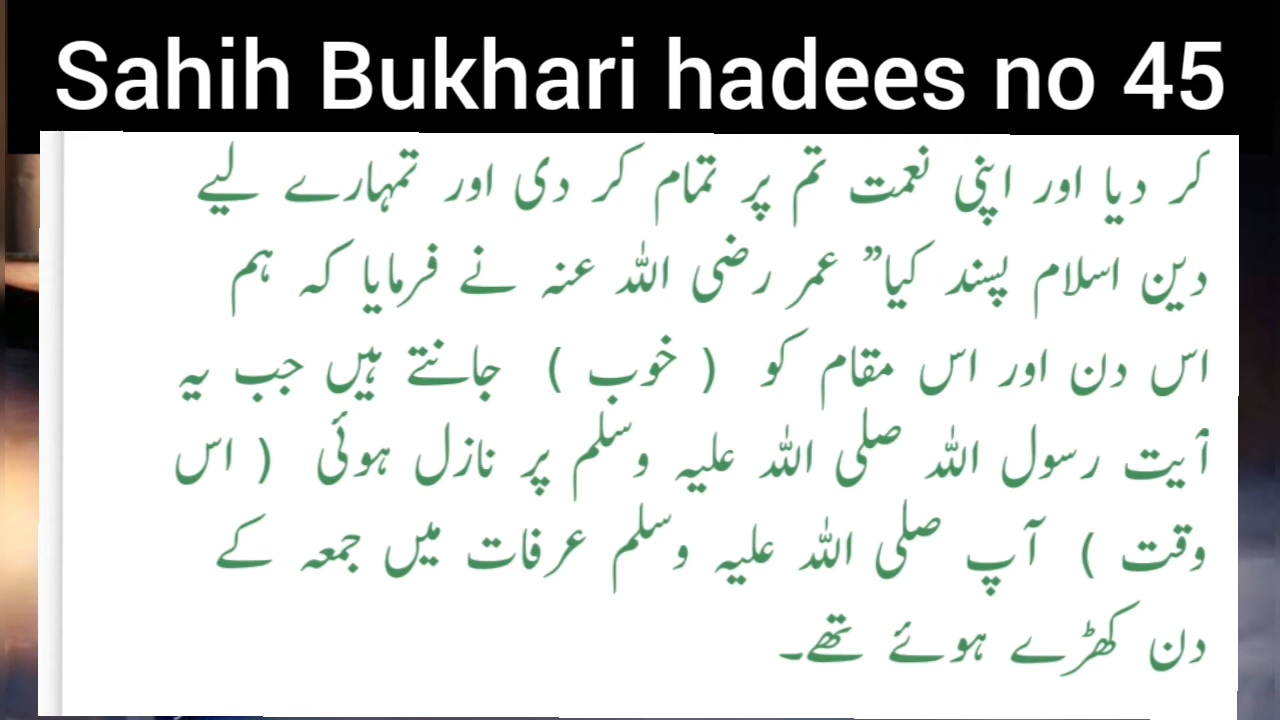 Sahih Bukhari hadees no 45
کر دیا اور اپنی نعمت تم پر تمام کر دی اور تمہارے لیے
دین اسلام پسند کیا” عمر رضی اللہ عنہ نے فرمایا کہ ہم
اس دن اور اس مقام کو ( خوب ) جانتے ہیں جب یہ
آیت رسول اللہ صلی اللہ علیہ وسلم پر نازل ہوئی ( اس
وقت ) آپ صلی اللہ علیہ وسلم عرفات میں جمعہ کے
دن کھڑے ہوئے تھے۔